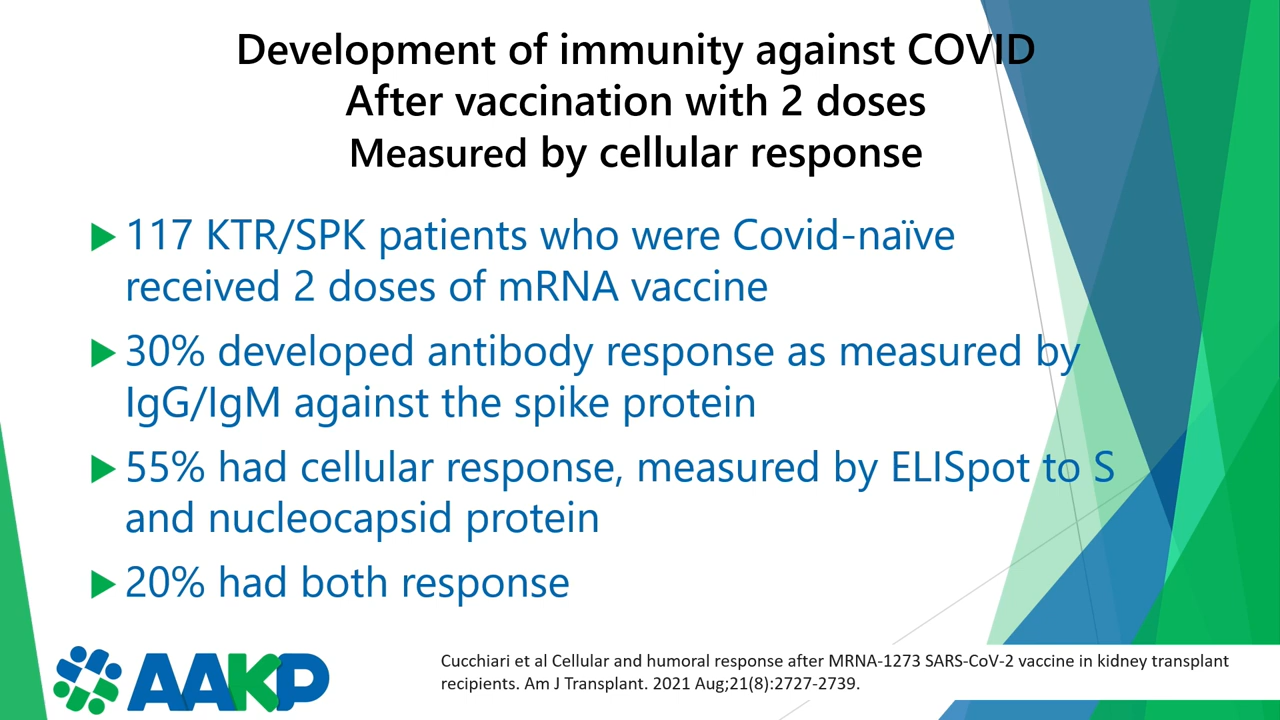 Development of immunity against COVID
After vaccination with 2 doses
Measured by cellular response
117 KTR/SPK patients who were Covid-naïve
received 2 doses of mRNA vaccine
30% developed antibody response as measured by
IgG/IgM against the spike protein
55% had cellular response, measured by ELISpot to S
and nucleocapsid protein
20% had both response
AAKP
Cucchiari et al Cellular and humoral response after MRNA-1273 SARS-CoV-2 vaccine in kidney transplant
recipients. Am J Transplant. 2021 Aug;21(8):2727-2739.